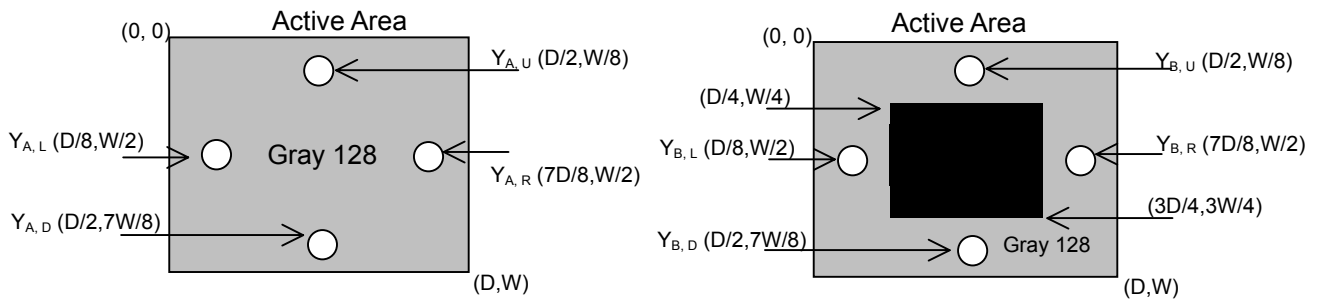 Active Area
(0, 0)
Y_A, U (D/2,W/8)
Y_A, L (D/8,W/2)
Gray 128
Y_A, R (7D/8,W/2)
Y_A, D (D/2,7W/8)
(D,W)
Active Area
(0, 0)
Y_B, U (D/2,W/8)
(D/4,W/4)
Y_B, L (D/8,W/2)
Y_B, R (7D/8,W/2)
(3D/4,3W/4)
Y_B, D (D/2,7W/8)
Gray 128
(D,W)